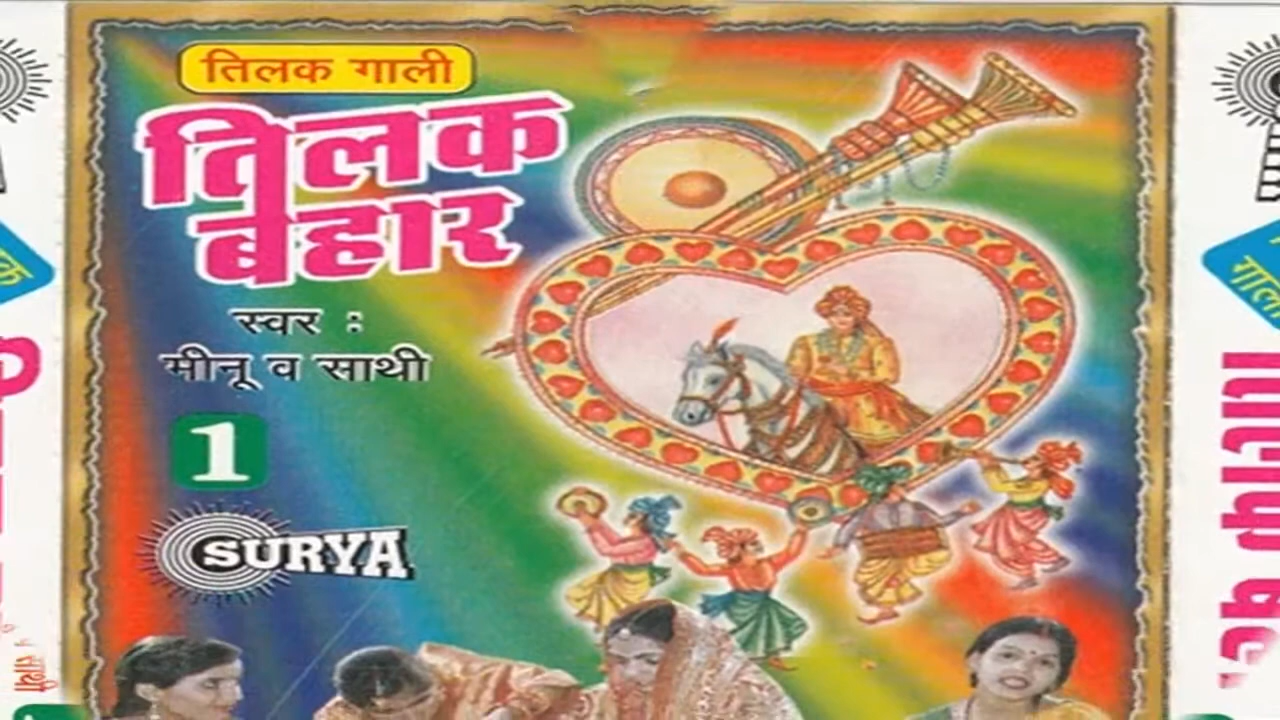 तिलक गाली
तिलक
बहार
स्वर :
मीनू व साथी
1
SURYA
गाली
साथी